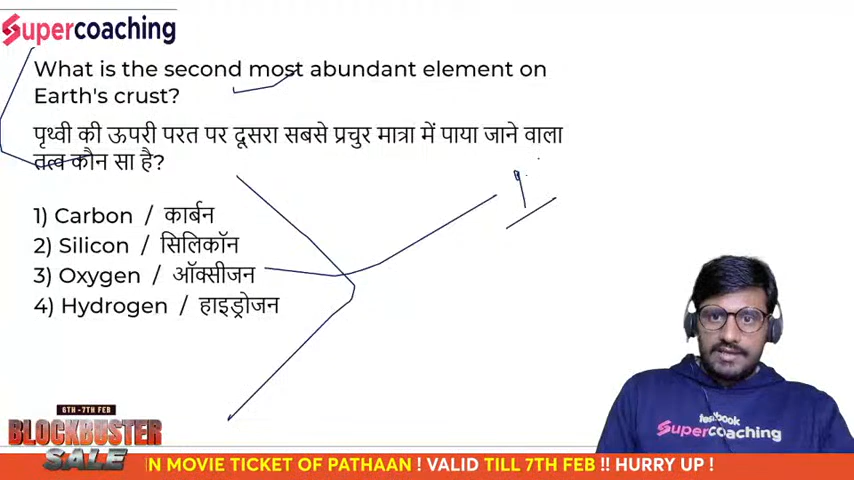 Supercoaching
What is the second most abundant element on
Earth's crust?
पृथ्वी की ऊपरी परत पर दूसरा सबसे प्रचुर मात्रा में पाया जाने वाला
तत्व कौन सा है?
1) Carbon / कार्बन
2) Silicon / सिलिकॉन
3) Oxygen / ऑक्सीजन
4) Hydrogen / हाइड्रोजन
testbook
Supercoaching
6TH -7TH FEB
BLOCKBUSTER
SALE
N MOVIE TICKET OF PATHAAN ! VALID TILL 7TH FEB !! HURRY UP !